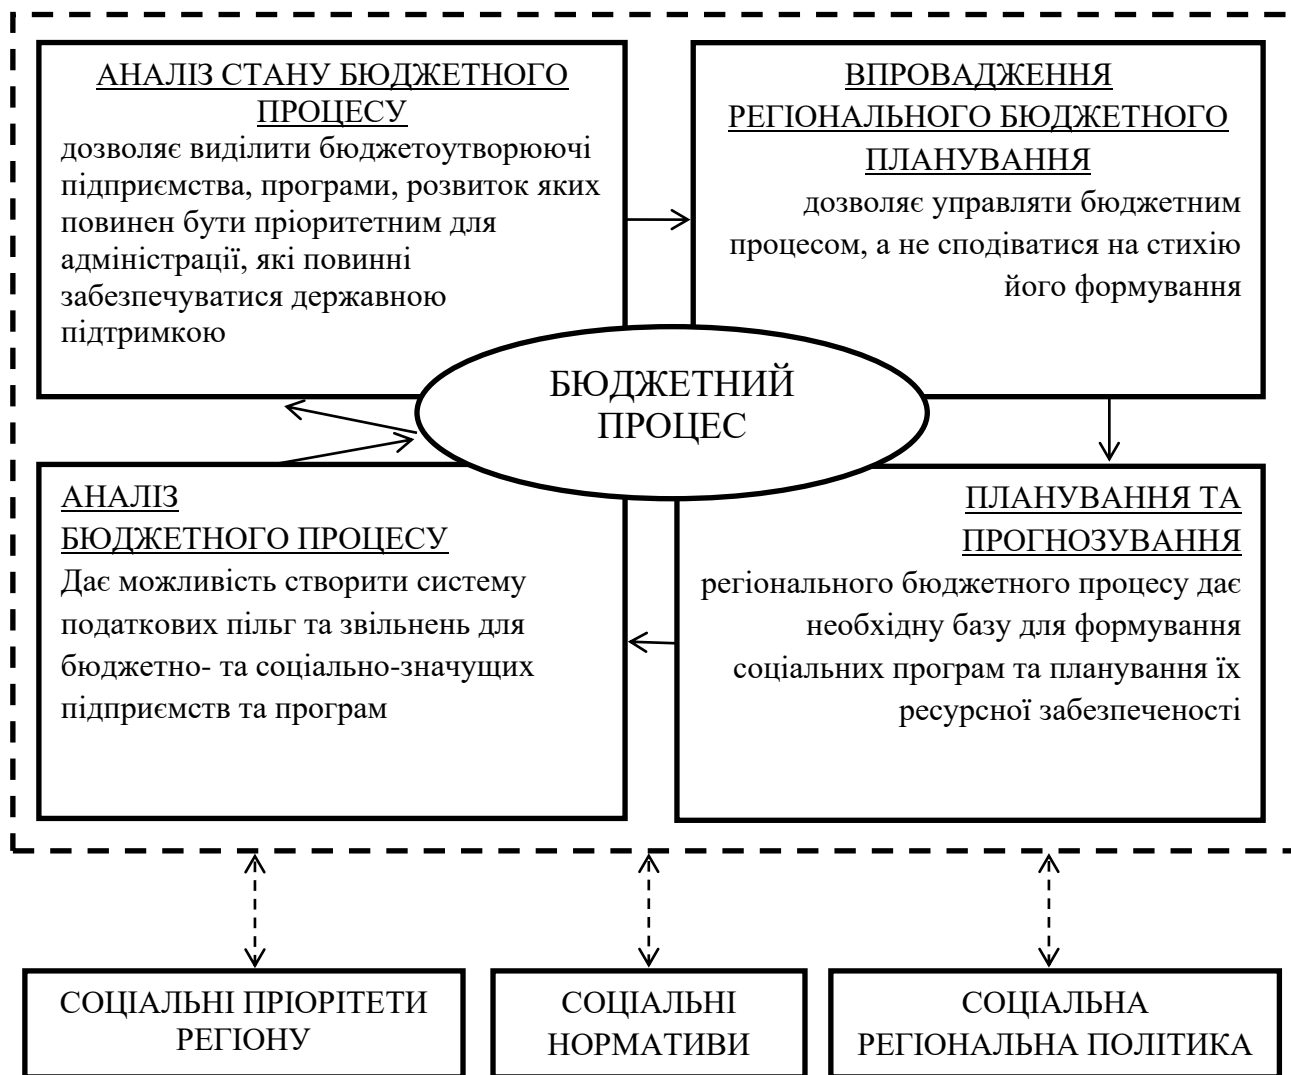 АНАЛІЗ СТАНУ БЮДЖЕТНОГО
ПРОЦЕСУ
дозволяє виділити бюджетоутворюючі
підприємства, програми, розвиток яких
повинен бути пріоритетним для
адміністрації, які повинні
забезпечуватися державною
підтримкою
ВПРОВАДЖЕННЯ
РЕГІОНАЛЬНОГО БЮДЖЕТНОГО
ПЛАНУВАННЯ
дозволяє управляти бюджетним
процесом, а не сподіватися на стихію
його формування
БЮДЖЕТНИЙ
ПРОЦЕС
АНАЛІЗ
БЮДЖЕТНОГО ПРОЦЕСУ
Дає можливість створити систему
податкових пільг та звільнень для
бюджетно- та соціально-значущих
підприємств та програм
ПЛАНУВАННЯ ТА
ПРОГНОЗУВАННЯ
регіонального бюджетного процесу дає
необхідну базу для формування
соціальних програм та планування їх
ресурсної забезпеченості
СОЦІАЛЬНІ ПРІОРІТЕТИ
РЕГІОНУ
СОЦІАЛЬНІ
НОРМАТИВИ
СОЦІАЛЬНА
РЕГІОНАЛЬНА ПОЛІТИКА